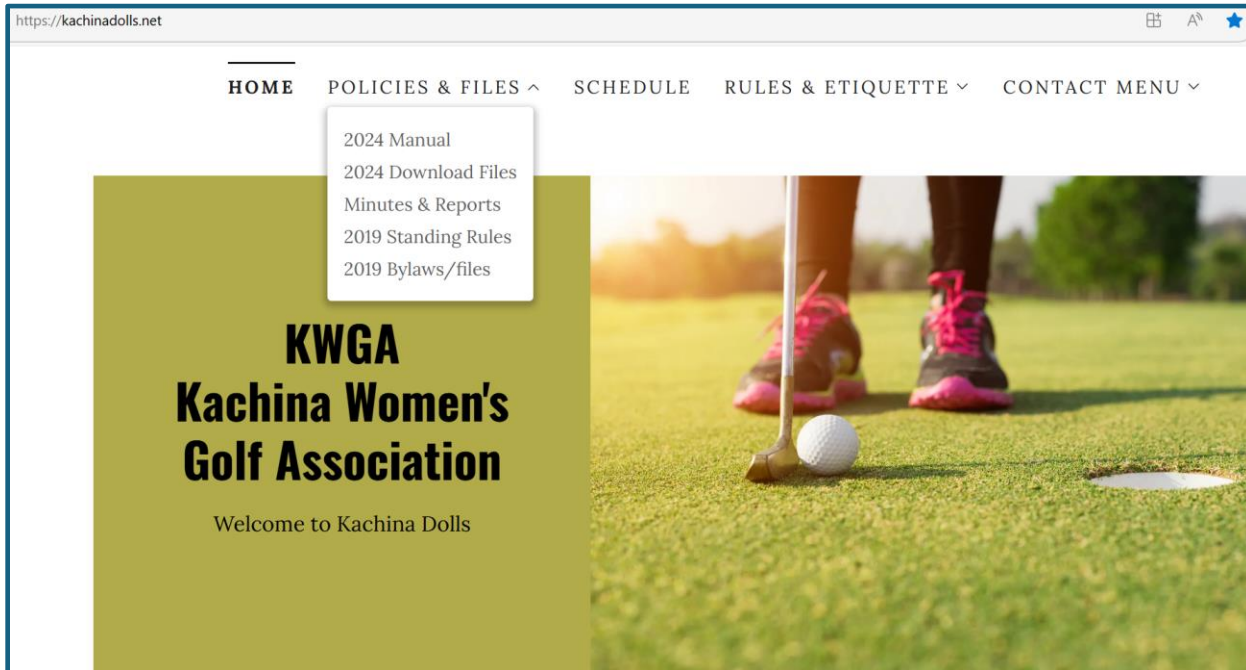 https://kachinadolls.net
HOME POLICIES & FILES SCHEDULE RULES & ETIQUETTE CONTACT MENU
2024 Manual
2024 Download Files
Minutes & Reports
2019 Standing Rules
2019 Bylaws/files
KWGA
Kachina Women's
Golf Association
Welcome to Kachina Dolls